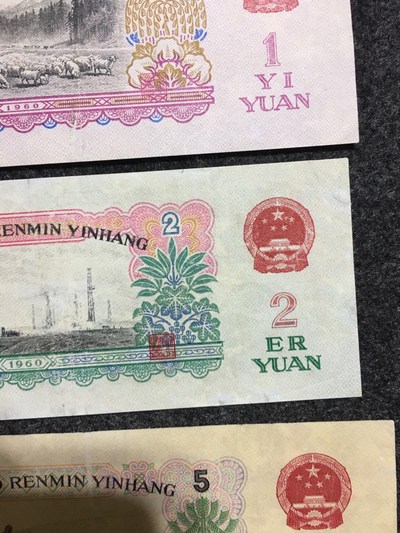 1
YI
YUAN
1960
RENMIN YINHANG
2
2
ER
YUAN
1960
RENMIN YINHANG
5